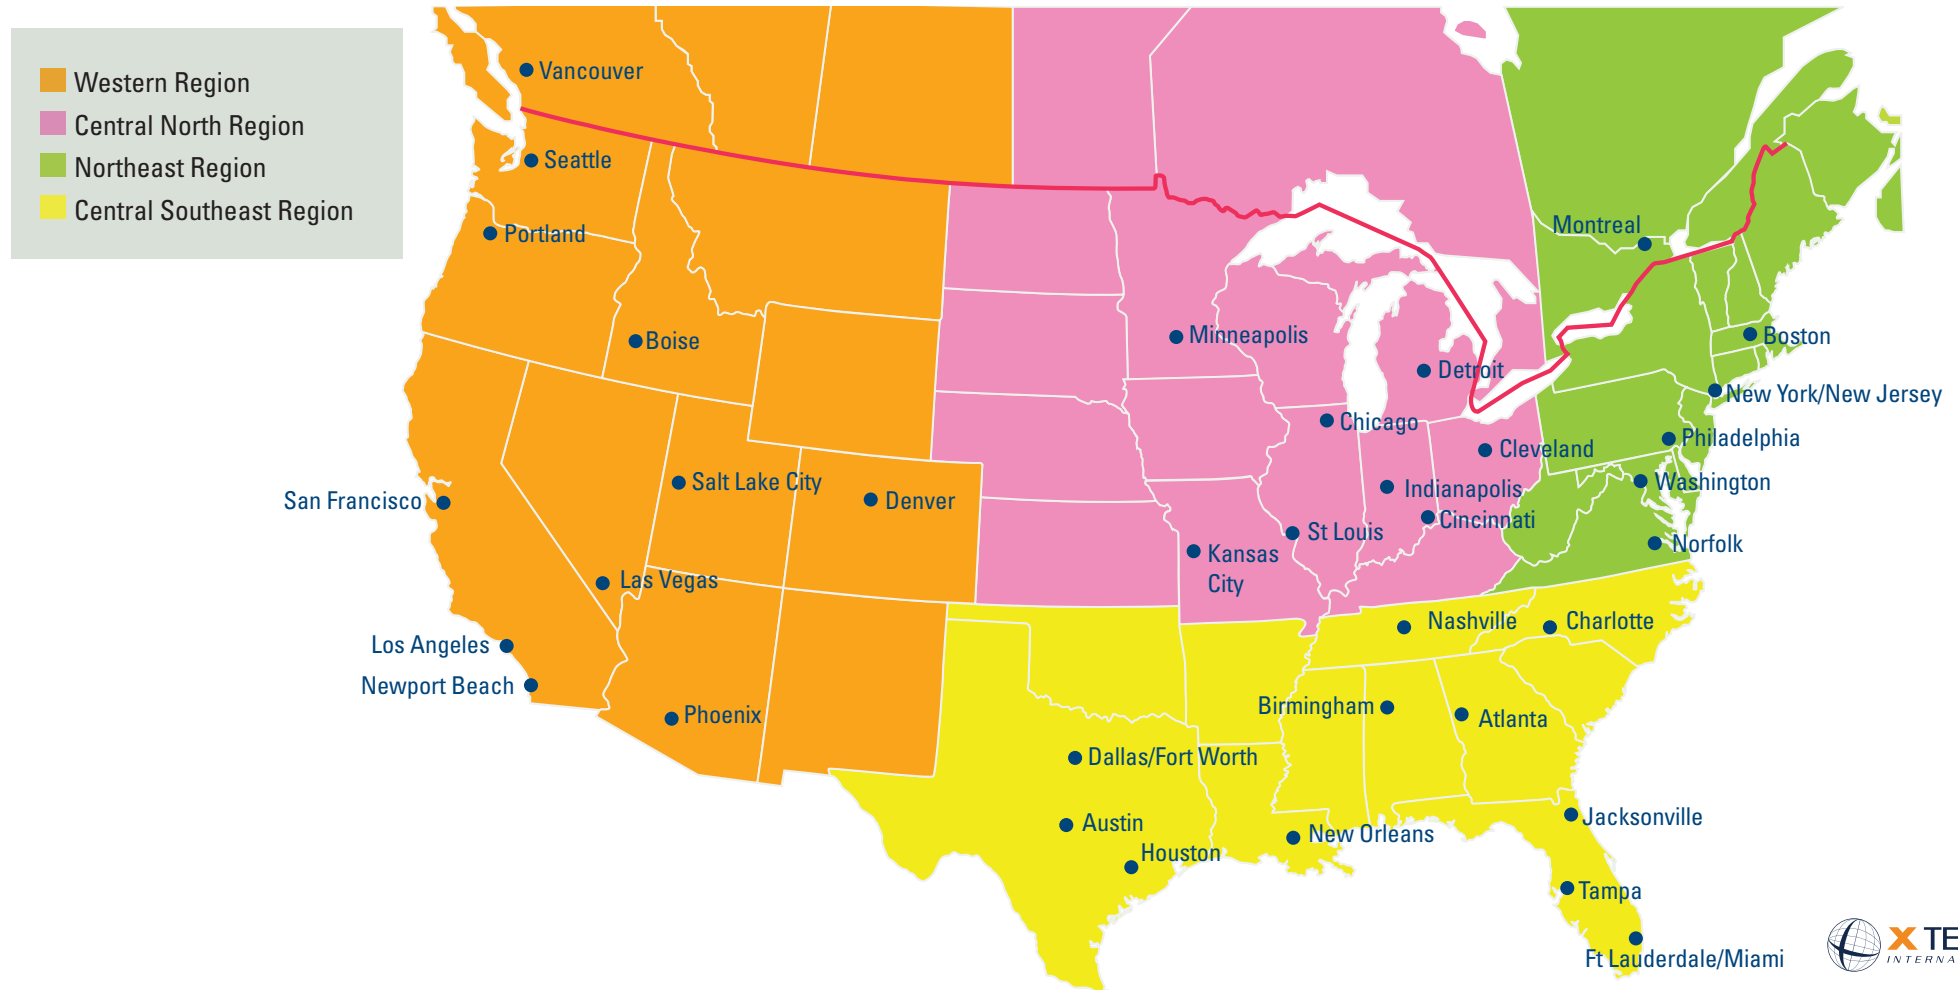 Western Region
Central North Region
Northeast Region
Central Southeast Region
Vancouver
Seattle
Portland
Montreal
Boise
Minneapolis
Boston
Detroit
New York/New Jersey
Chicago
Philadelphia
Cleveland
Salt Lake City
Washington
San Francisco
Denver
Indianapolis
Cincinnati
St Louis
Norfolk
Kansas
City
Las Vegas
Nashville
Charlotte
Los Angeles
Newport Beach
Birmingham
Phoenix
Atlanta
Dallas/Fort Worth
Jacksonville
Austin
New Orleans
Houston
Tampa
Ft Lauderdale/Miami
X TE
INTERNA